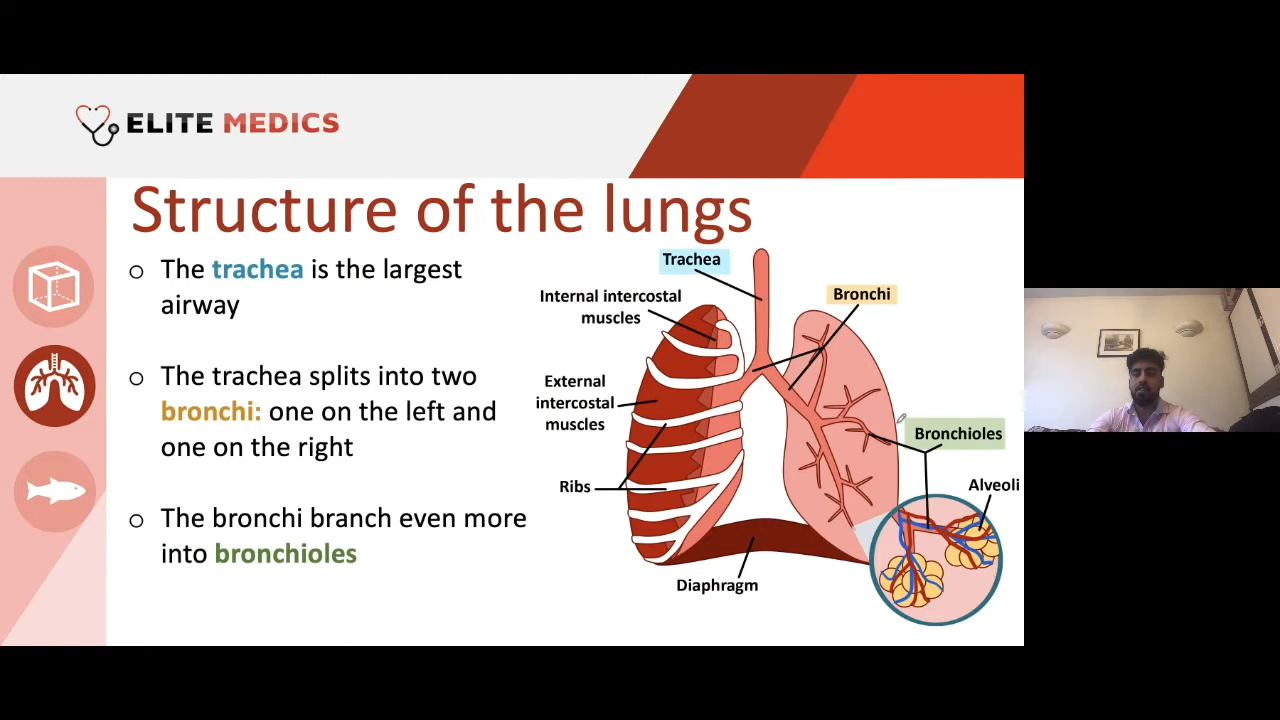 ELITE MEDICS
Structure of the lungs
o The trachea is the largest
airway
o The trachea splits into two
bronchi: one on the left and
one on the right
o The bronchi branch even more
into bronchioles
Trachea
Bronchi
Internal intercostal
muscles
External
intercostal
muscles
Bronchioles
Ribs
Alveoli
Diaphragm